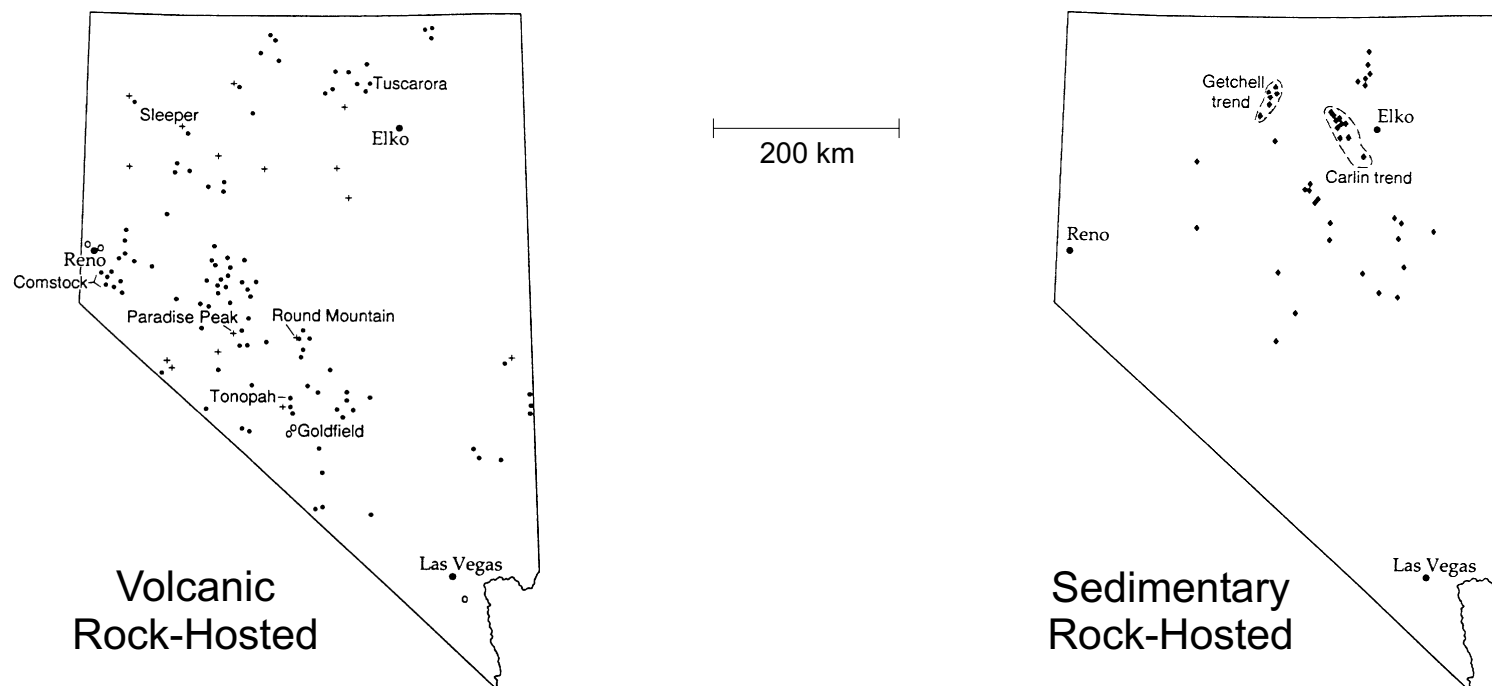 Tuscarora
Sleeper
Elko
Reno
Comstock
Paradise Peak
Round Mountain
Tonopah
Goldfield
Las Vegas
Volcanic
Rock-Hosted
200 km
Getchell
trend
Elko
Carlin trend
Reno
Las Vegas
Sedimentary
Rock-Hosted